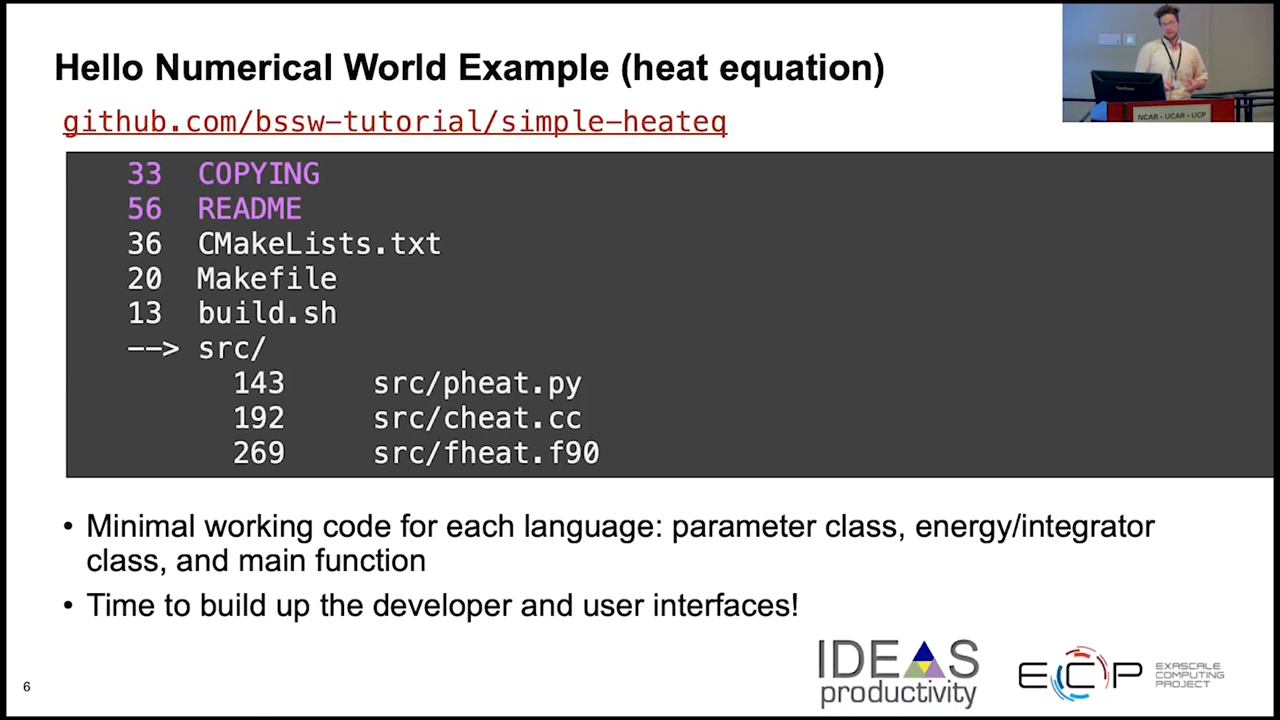 Hello Numerical World Example (heat equation)
github.com/bssw-tutorial/simple-heateq
33 COPYING
56 README
36 CMakeLists.txt
20 Makefile
13 build.sh
--> src/
143 src/pheat.py
192 src/cheat.cc
269 src/fheat.f90
• Minimal working code for each language: parameter class, energy/integrator
class, and main function
• Time to build up the developer and user interfaces!
NCAR • UCAR • UCP
IDEAS
productivity
ECP
EXASCALE
COMPUTING
PROJECT
6